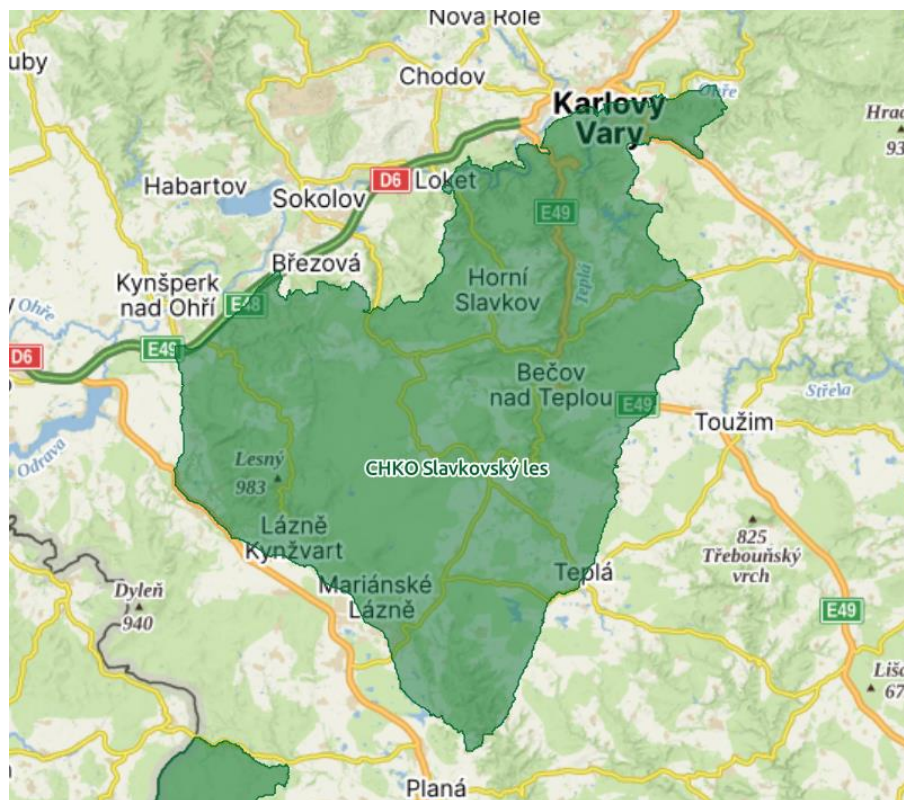 Nová Role
uby
Chodov
Ohře
Karlovy
Vary
Hrad
93
D6
Loket
Habartov
Sokolov
E49
Březová
Kynšperk
nad Ohří
Horní
Slavkov
Teplá
E48
Ohře
E49
D6
Bečov
nad Teplou
E49
Střela
Toužim
Odrava
Lesný
983
CHKO Slavkovský les
Lázně
Kynžvart
825
Třebouňský
vrch
Teplá
Mariánské
Lázně
Dyleň
940
E49
Liša
67
Planá